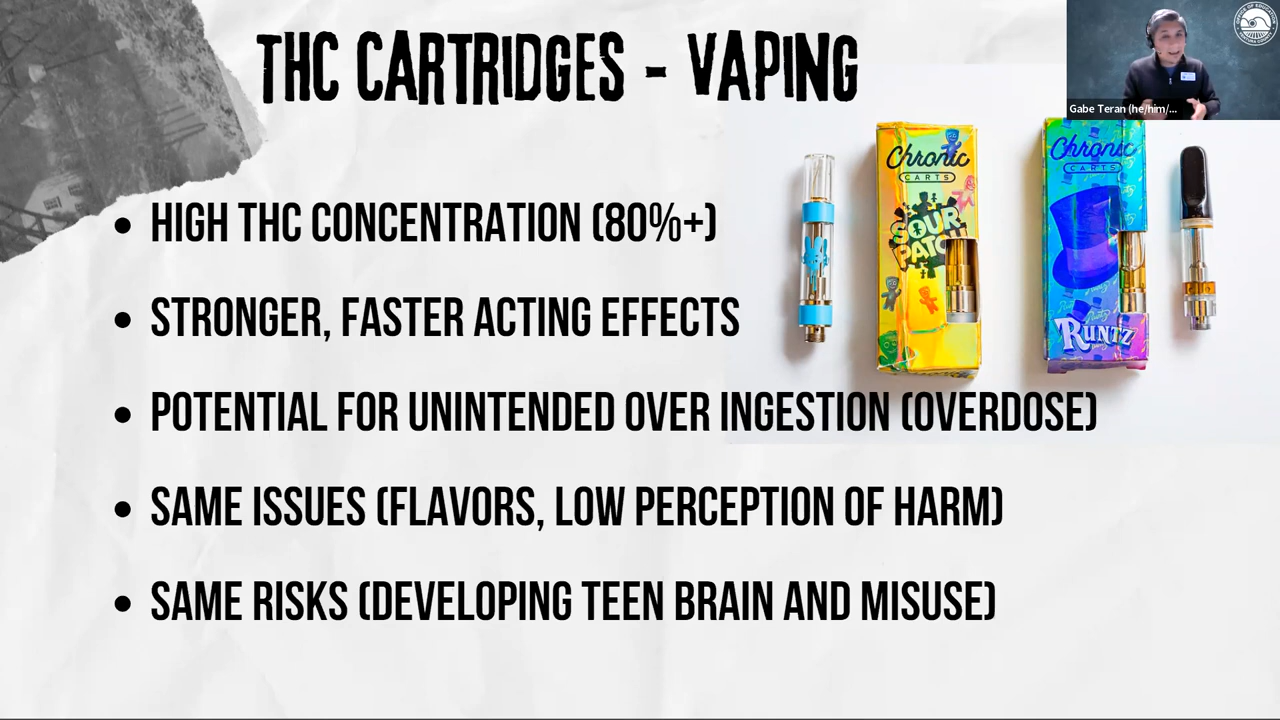 THC CARTRIDGES - VAPING
Gabe Teran (he/him/...
• HIGH THC CONCENTRATION (80%+)
• STRONGER, FASTER ACTING EFFECTS
• POTENTIAL FOR UNINTENDED OVER INGESTION (OVERDOSE)
• SAME ISSUES (FLAVORS, LOW PERCEPTION OF HARM)
• SAME RISKS (DEVELOPING TEEN BRAIN AND MISUSE)
Chronic
CARTS
SOUR
PATCH
Chronic
CARTS
RUNTZ